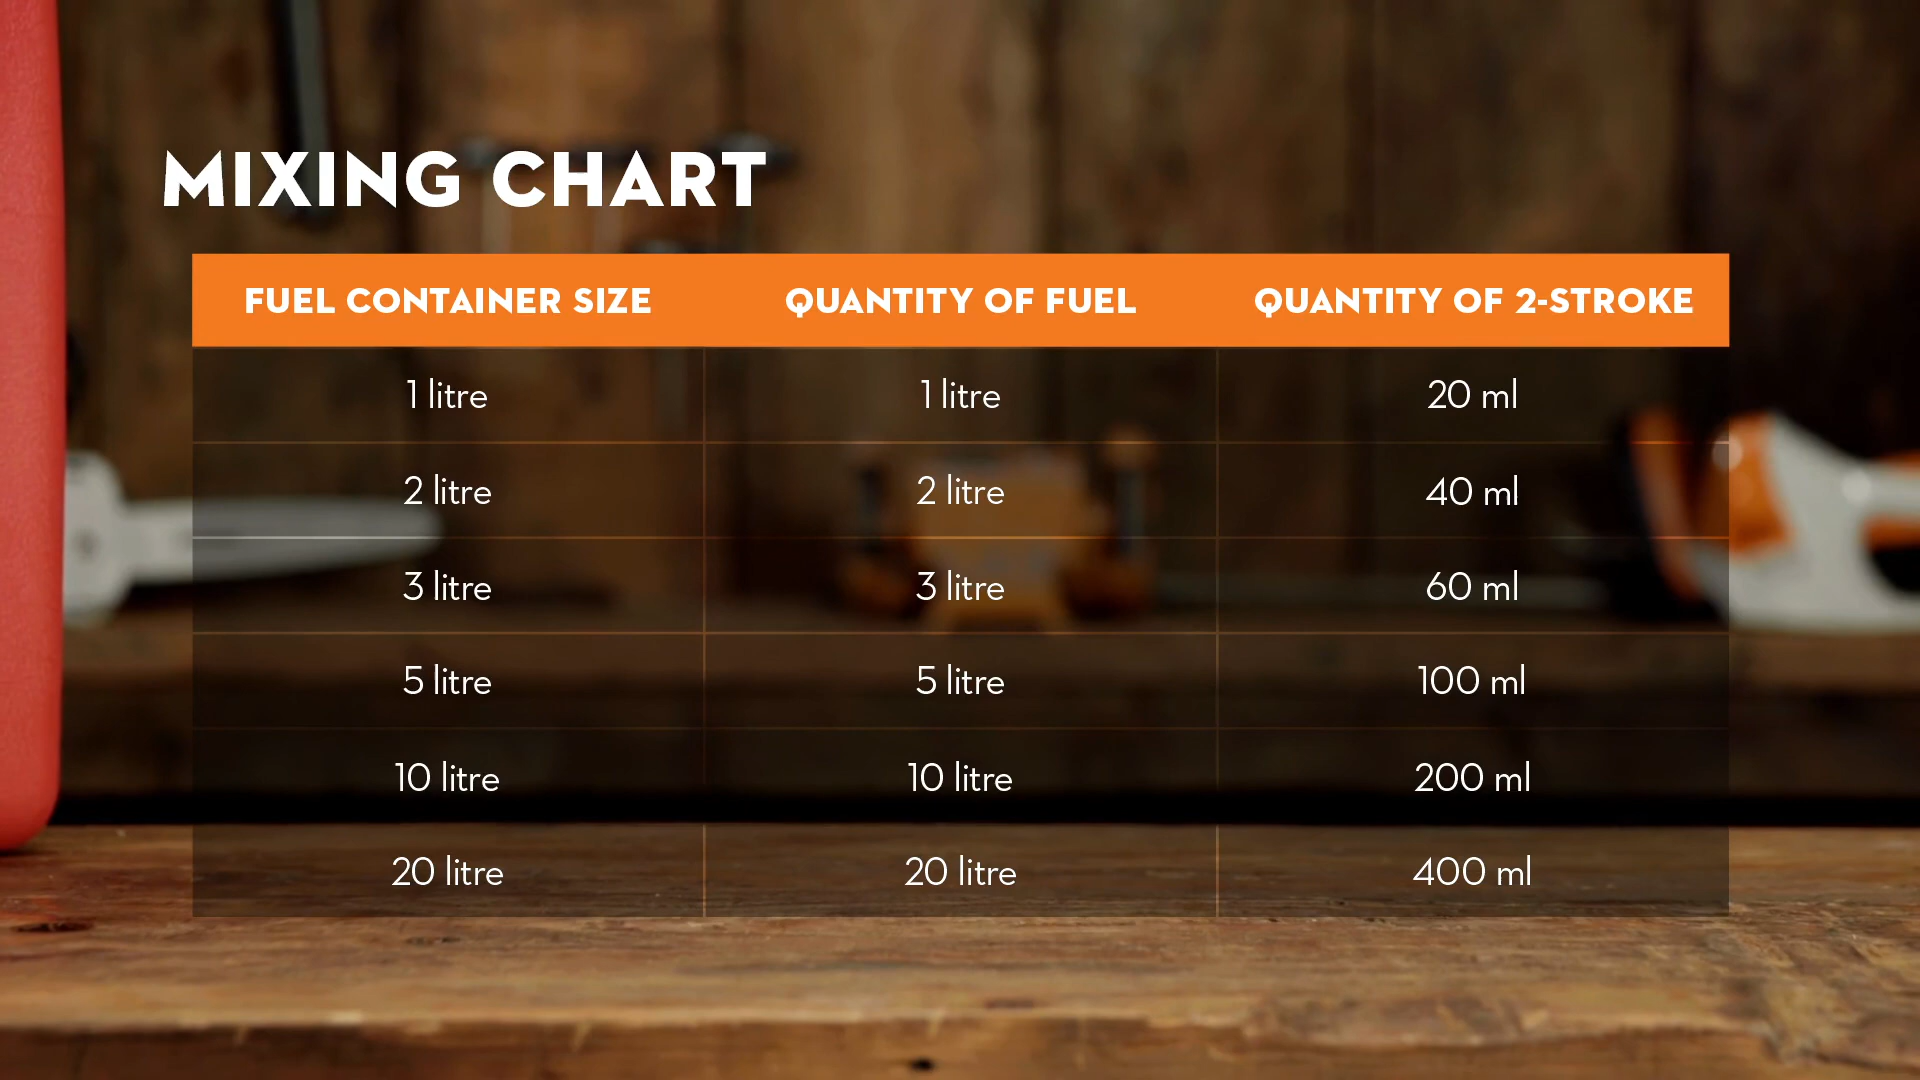 MIXING CHART
FUEL CONTAINER SIZE QUANTITY OF FUEL QUANTITY OF 2-STROKE
1 litre 1 litre 20 ml
2 litre 2 litre 40 ml
3 litre 3 litre 60 ml
5 litre 5 litre 100 ml
10 litre 10 litre 200 ml
20 litre 20 litre 400 ml